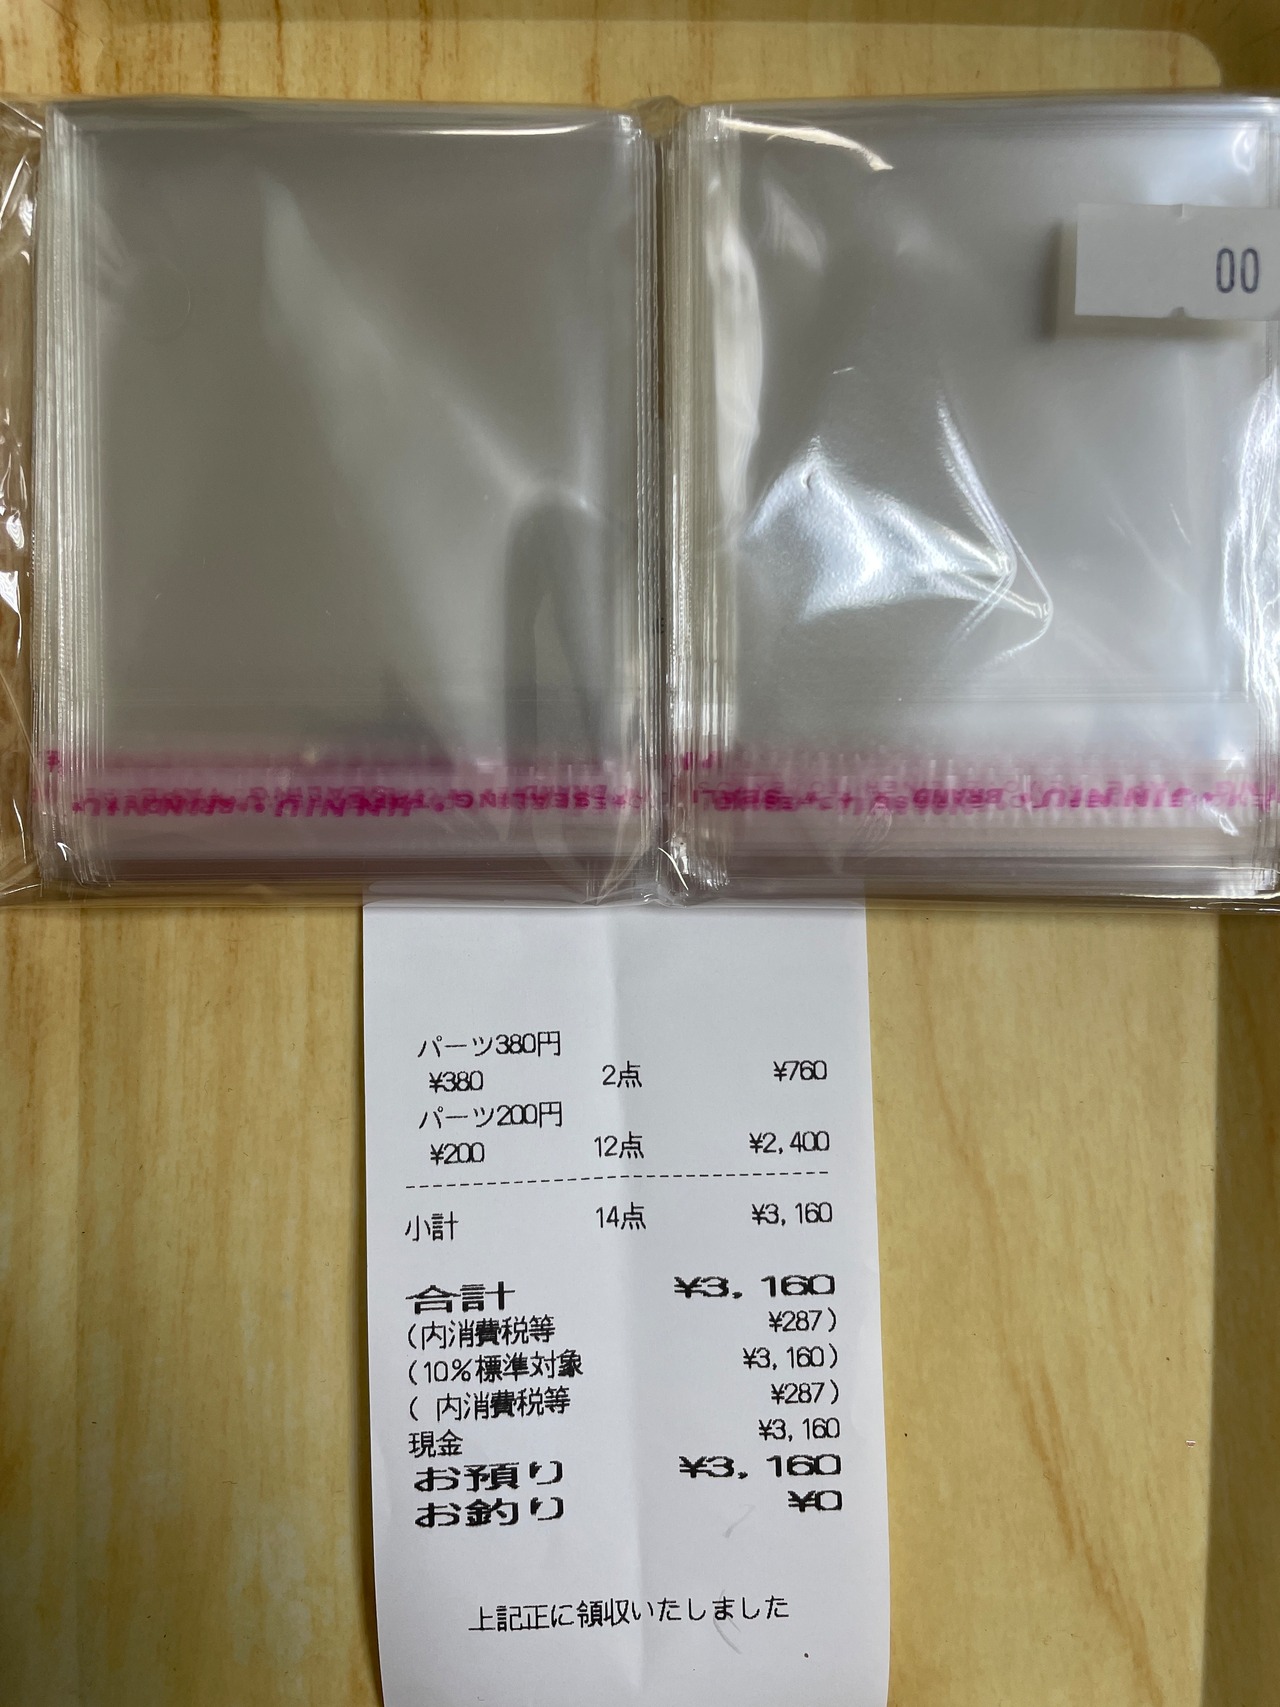 00
パーツ380円
¥380 2点 ¥760
パーツ200円
¥200 12点 ¥2,400
小計 14点 ¥3,160
合計 ¥3,160
(内消費税等 ¥287)
(10%標準対象 ¥3,160)
( 内消費税等 ¥287)
現金 ¥3,160
お預り ¥3,160
お釣り ¥0
上記正に領収いたしました